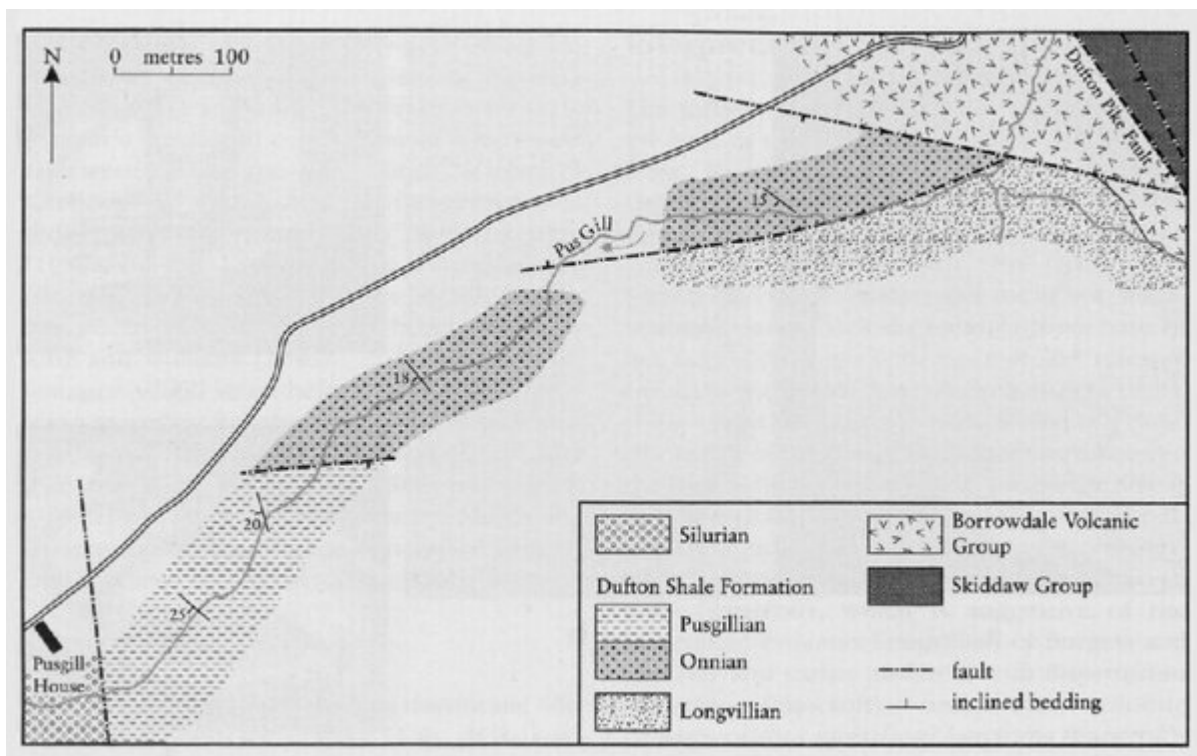 N
0 metres 100
Dufton Pike Fault
15
Pus Gill
18
20
25
Pusgill
House
Silurian
Dufton Shale Formation
Pusgillian
Onnian
Longvillian
Borrowdale Volcanic
Group
Skiddaw Group
fault
inclined bedding